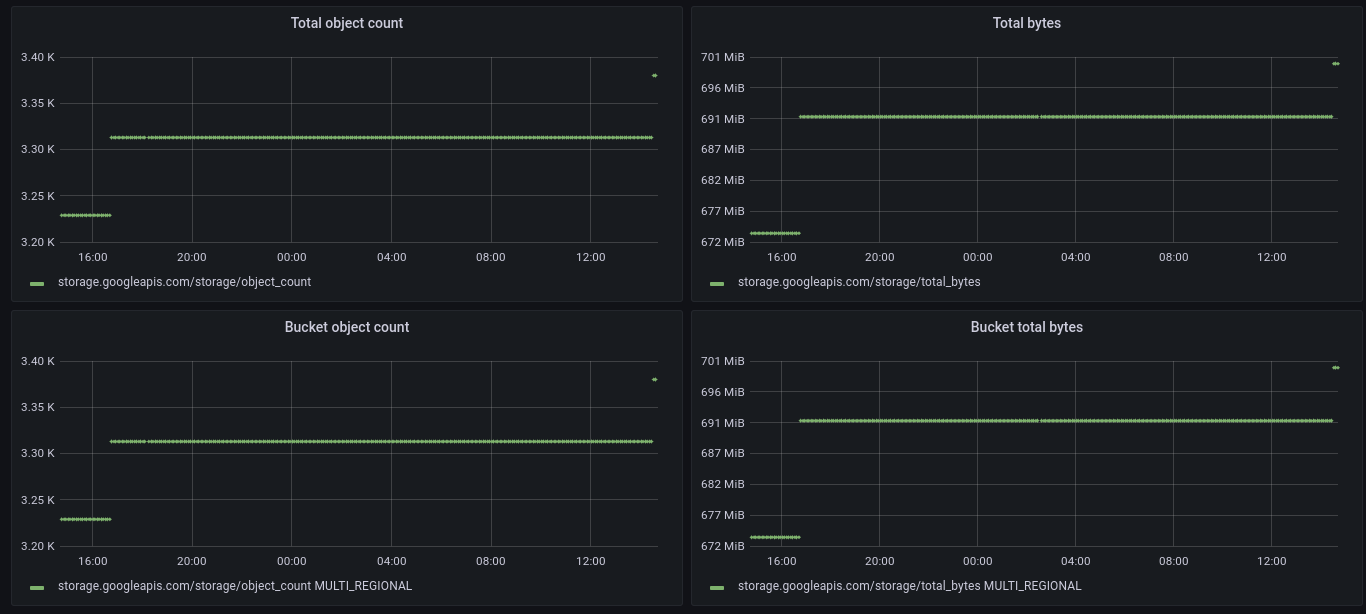 Total object count
3.40 K
3.35 K
3.30 K
3.25 K
3.20 K
16:00 20:00 00:00 04:00 08:00 12:00
storage.googleapis.com/storage/object_count
Total bytes
701 MiB
696 MiB
691 MiB
687 MiB
682 MiB
677 MiB
672 MiB
16:00 20:00 00:00 04:00 08:00 12:00
storage.googleapis.com/storage/total_bytes
Bucket object count
3.40 K
3.35 K
3.30 K
3.25 K
3.20 K
16:00 20:00 00:00 04:00 08:00 12:00
storage.googleapis.com/storage/object_count MULTI_REGIONAL
Bucket total bytes
701 MiB
696 MiB
691 MiB
687 MiB
682 MiB
677 MiB
672 MiB
16:00 20:00 00:00 04:00 08:00 12:00
storage.googleapis.com/storage/total_bytes MULTI_REGIONAL